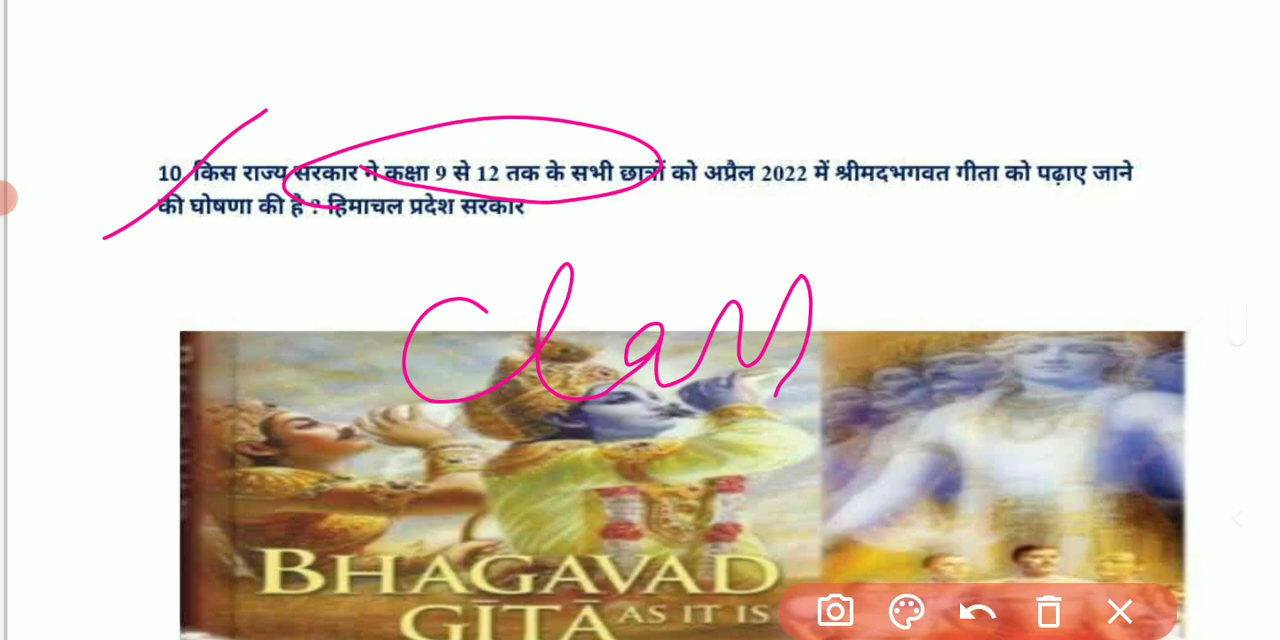 10. किस राज्य सरकार ने कक्षा 9 से 12 तक के सभी छात्रों को अप्रैल 2022 में श्रीमदभगवत गीता को पढ़ाए जाने
की घोषणा की है ? हिमाचल प्रदेश सरकार
Class
BHAGAVAD
GĪTĀ AS IT IS